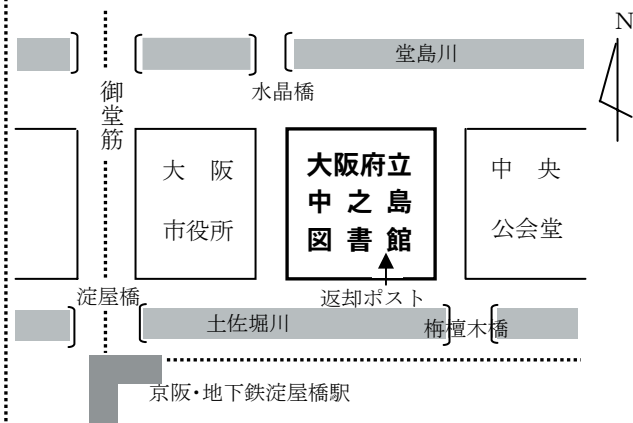 N
堂島川
水晶橋
御堂筋
大 阪
市役所
大阪府立
中 之 島
図 書 館
中 央
公会堂
淀屋橋
返却ポスト
土佐堀川
栴檀木橋
京阪・地下鉄淀屋橋駅